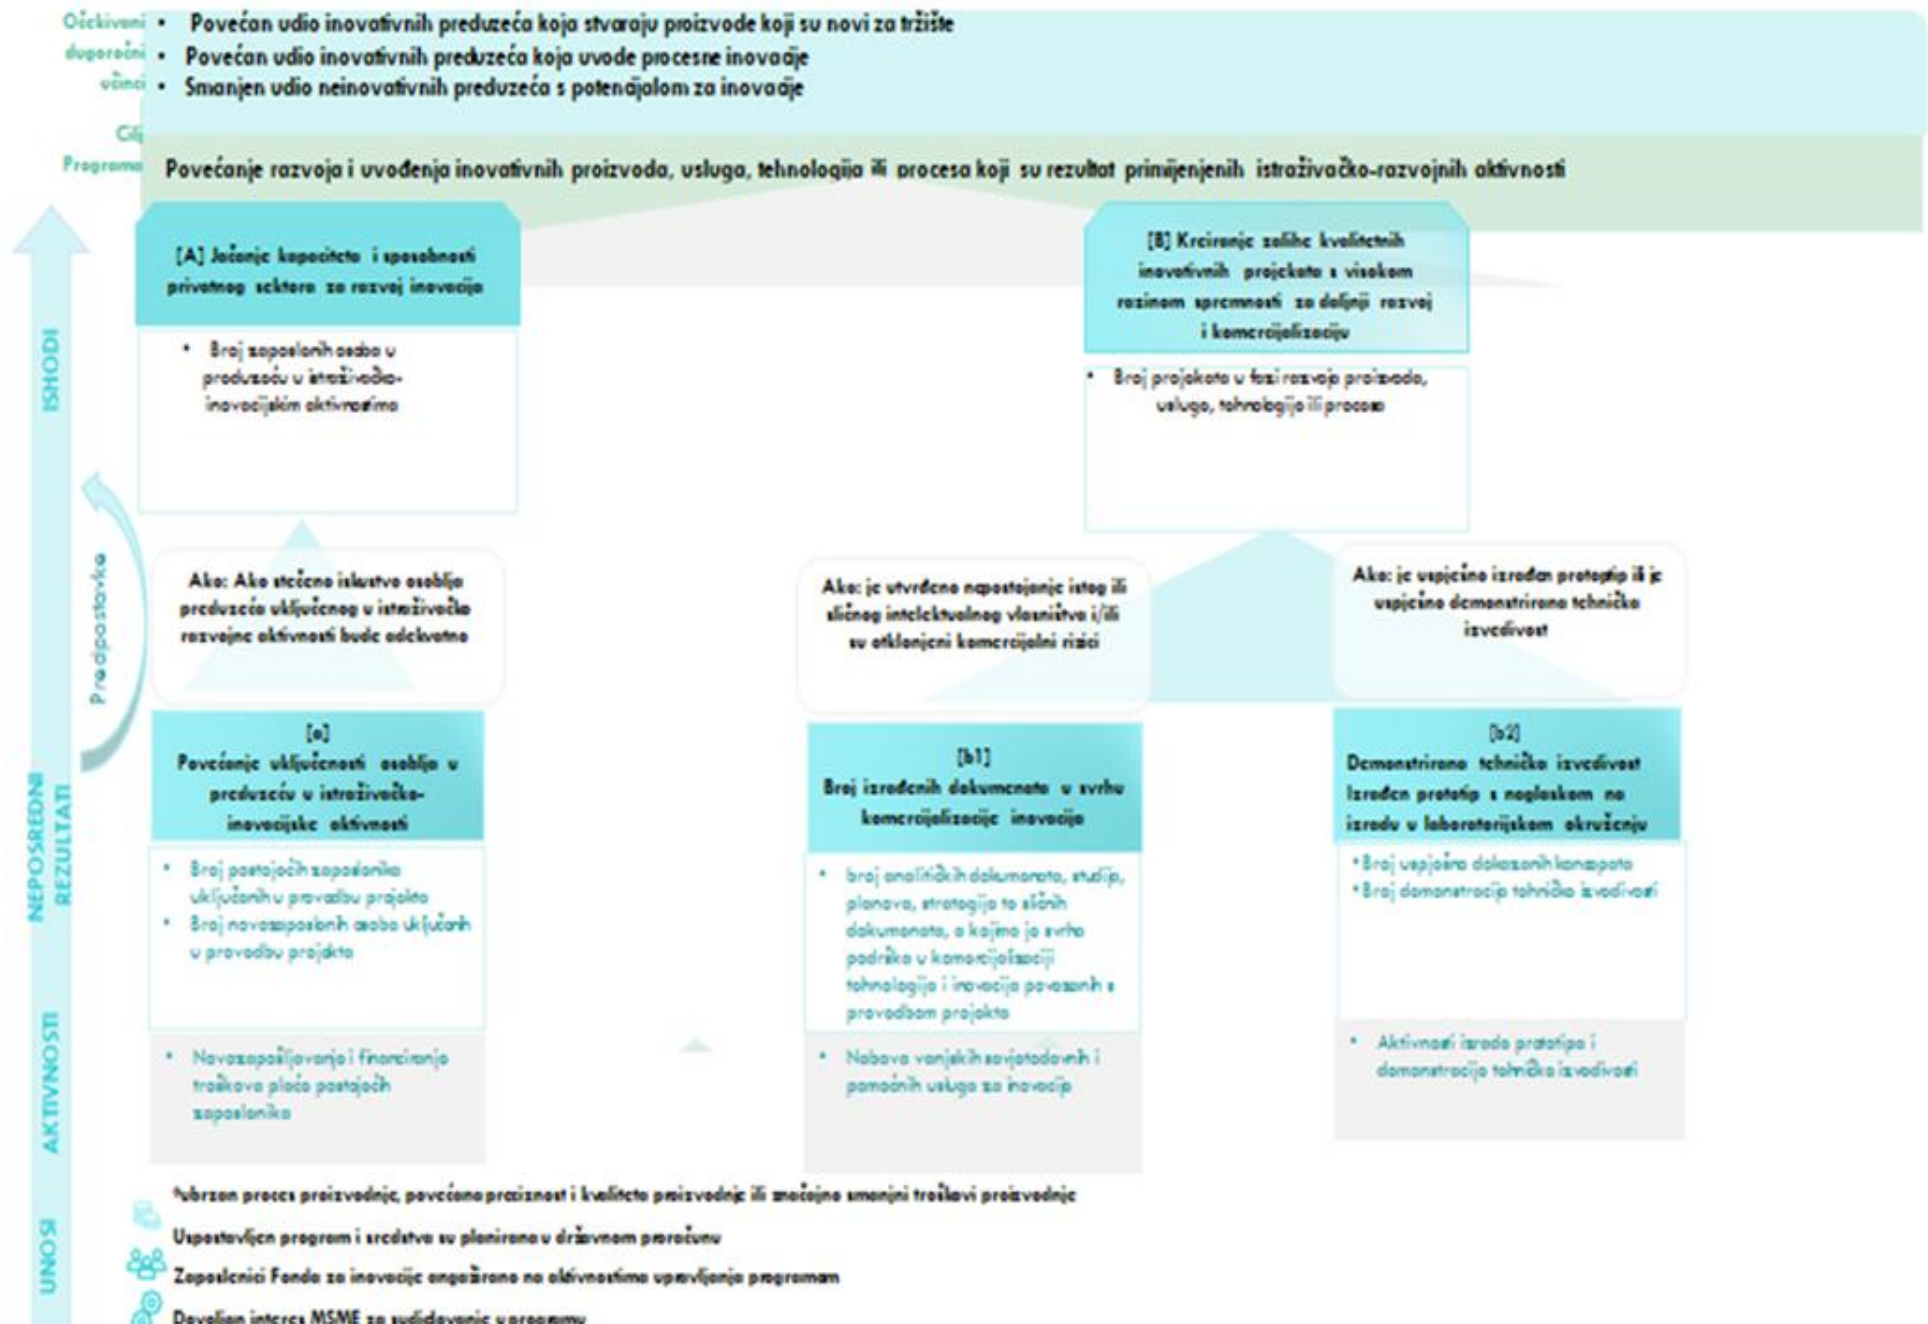 Očekivani
dugoročni
učinci
• Povećan udio inovativnih preduzeća koja stvaraju proizvode koji su novi za tržište
• Povećan udio inovativnih preduzeća koja uvode procesne inovacije
• Smanjen udio neinovativnih preduzeća s potencijalom za inovacije
Cilj
Programa
Povećanje razvoja i uvođenja inovativnih proizvoda, usluga, tehnologija ili procesa koji su rezultat primijenjenih istraživačko-razvojnih aktivnosti
ISHODI
[A] Jačanje kapaciteta i sposobnosti
privatnog sektora za razvoj inovacija
• Broj zaposlenih osoba u
preduzeću u istraživačko-
inovacijskim aktivnostima
[B] Kreiranje zalihe kvalitetnih
inovativnih projekata s visokom
razinom spremnosti za daljnji razvoj
i komercijalizaciju
• Broj projekata u fazi razvoja proizvoda,
usluga, tehnologija ili procesa
Predpostavke
Ako: Ako stečeno iskustvo osoblja
preduzeća uključenog u istraživačko
razvojne aktivnosti bude adekvatno
Ako: je utvrđeno nepostojanje istog ili
sličnog intelektualnog vlasništva i/ili
su otklonjeni komercijalni rizici
Ako: je uspješno izrađen prototip ili je
uspješno demonstrirana tehnička
izvedivost
NEPOSREDNI
REZULTATI
[a]
Povećanje uključenosti osoblja u
preduzeću u istraživačko-
inovacijske aktivnosti
• Broj postojećih zaposlenika
uključenih u provedbu projekta
• Broj novozaposlenih osoba uključenih
u provedbu projekta
[b1]
Broj izrađenih dokumenata u svrhu
komercijalizacije inovacija
• broj analitičkih dokumenata, studija,
planova, strategija te sličnih
dokumenata, a kojima je svrha
podrška u komercijalizaciji
tehnologija i inovacija povezanih s
provedbom projekta
[b2]
Demonstrirana tehnička izvedivost
Izrađen prototip s naglaskom na
izradu u laboratorijskom okruženju
• Broj uspješno dokazanih koncepata
• Broj demonstracija tehničke izvedivosti
AKTIVNOSTI
• Novozapošljavanje i financiranje
troškova plaća postojećih
zaposlenika
• Nabava vanjskih savjetodavnih i
pomoćnih usluga za inovacije
• Aktivnosti izrade prototipa i
demonstracije tehničke izvedivosti
UNOSI
*ubrzan proces proizvodnje, povećana preciznost i kvaliteta proizvodnje ili značajno smanjni troškovi proizvodnje
Uspostavljen program i sredstva su planirana u državnom proračunu
Zaposlenici Fonda za inovacije angažirane na aktivnostima upravljanja programom
Dovoljan interes MSME za sudjelovanje u programu